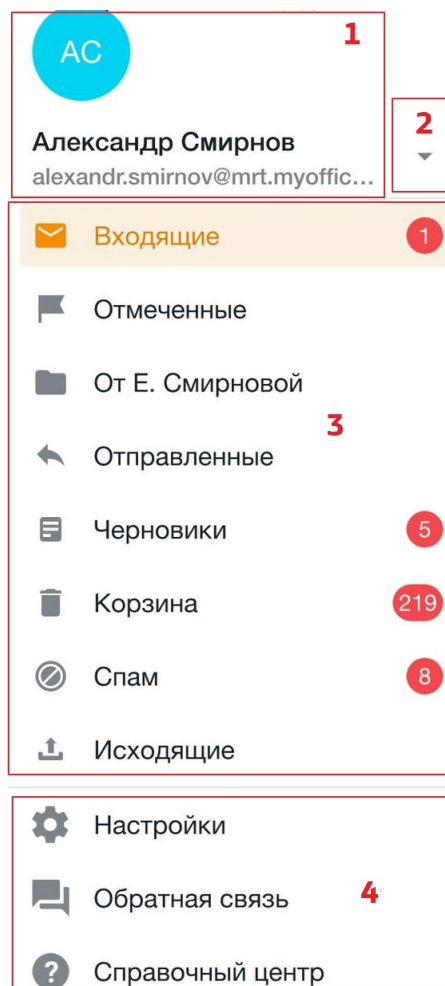 АС
1
Александр Смирнов
alexandr.smirnov@mrt.myoffic...
2
Входящие 1
Отмеченные
От Е. Смирновой
3
Отправленные
Черновики 5
Корзина 219
Спам 8
Исходящие
Настройки
Обратная связь 4
? Справочный центр